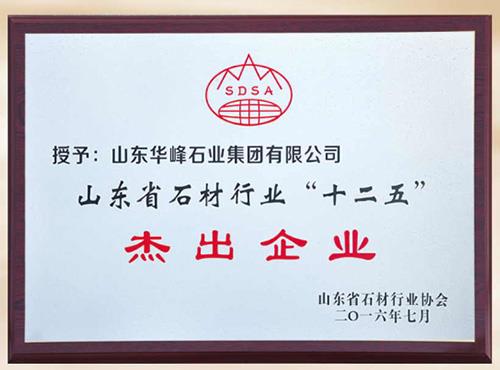 SDSA
授予：山东华峰石业集团有限公司
山东省石材行业“十二五”
杰出企业
山东省石材行业协会
二〇一六年七月